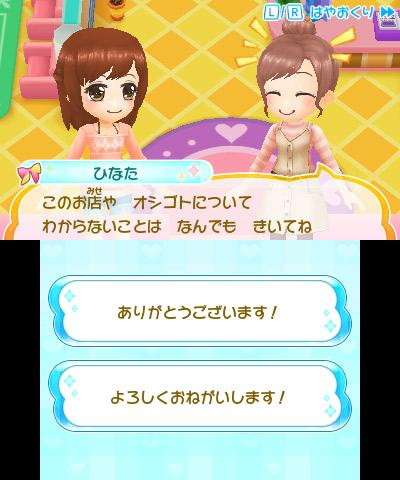 L/R はやおくり
ひなた
このお店や オシゴトについて
みせ
わからないことは なんでも きいてね
ありがとうございます!
よろしくおねがいします!